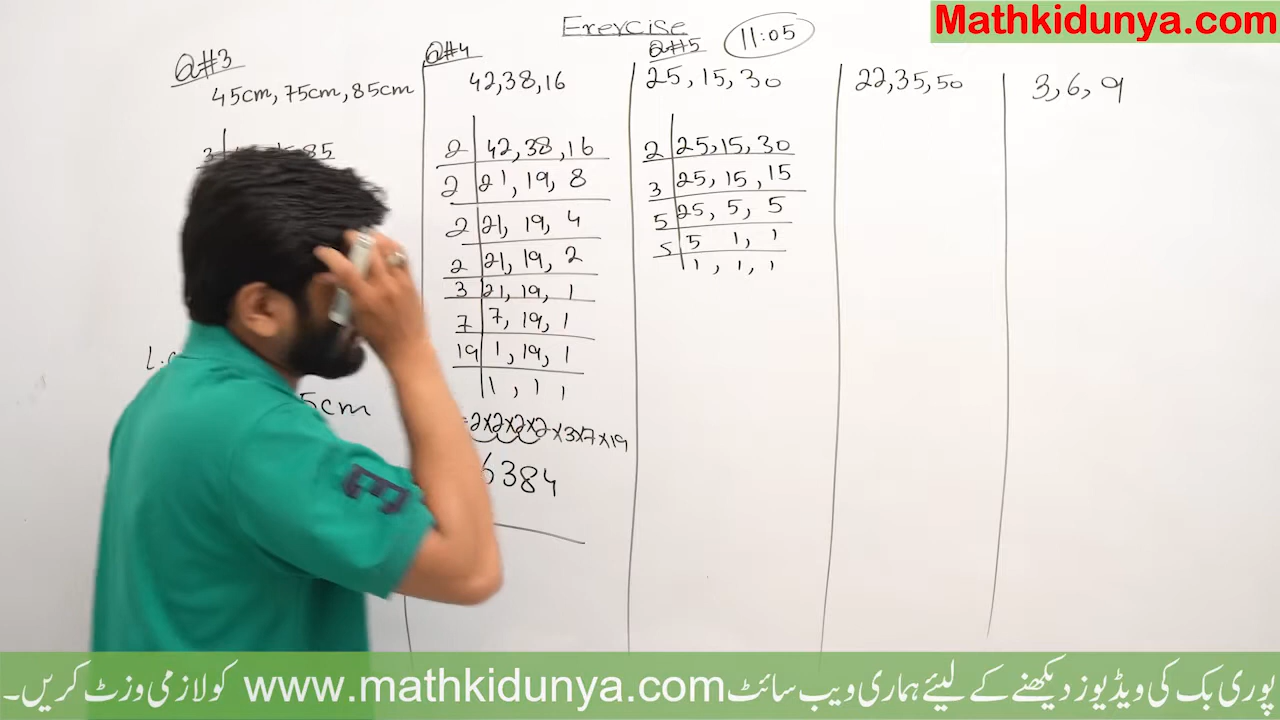 Mathkidunya.com
Exercise
11:05
Q#3
45cm, 75cm, 85cm
3
85
L.C
5cm
Q#4
42,38,16
2 | 42,38,16
2 | 21, 19, 8
2 | 21, 19, 4
2 | 21, 19, 2
3 | 21, 19, 1
7 | 7, 19, 1
19 | 1, 19, 1
1, 1, 1
=2×2×2×2×3×7×19
6384
Q#5
25, 15, 30
2 | 25, 15, 30
3 | 25, 15, 15
5 | 25, 5, 5
5 | 5 1, 1
1, 1, 1
22,35,50
3, 6, 9
پوری بک کی ویڈیوز دیکھنے کے لیئے ہماری ویب سائٹ www.mathkidunya.com کو لازمی وزٹ کریں۔